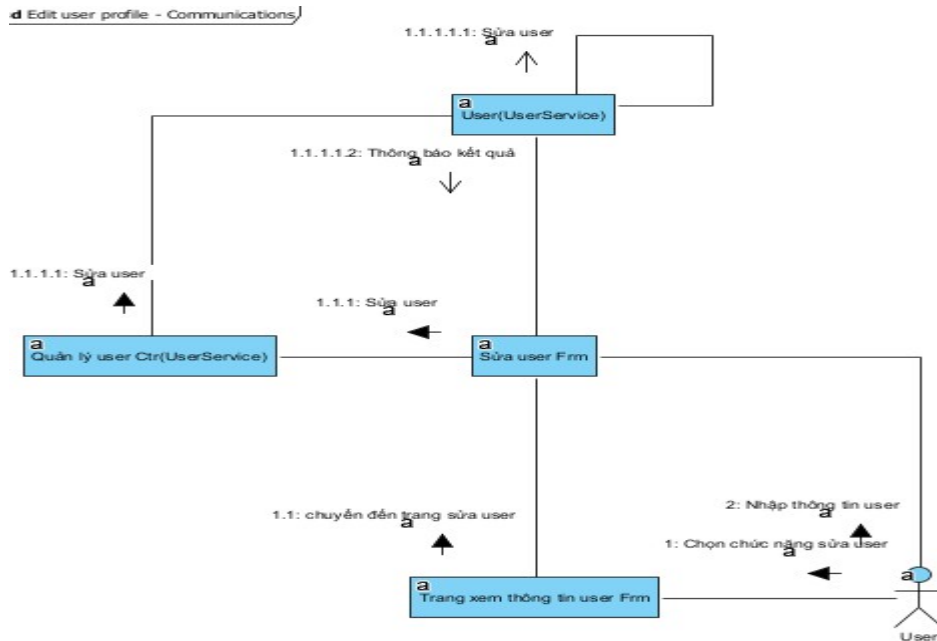 d Edit user profile - Communications
1.1.1.1.1: Sửa user
a
a
User(UserService)
1.1.1.1.2: Thông báo kết quả
a
1.1.1.1: Sửa user
a
1.1.1: Sửa user
a
a
Quản lý user Ctr(UserService)
a
Sửa user Frm
1.1: chuyển đến trang sửa user
a
2: Nhập thông tin user
a
1: Chọn chức năng sửa user
a
a
Trang xem thông tin user Frm
a
User